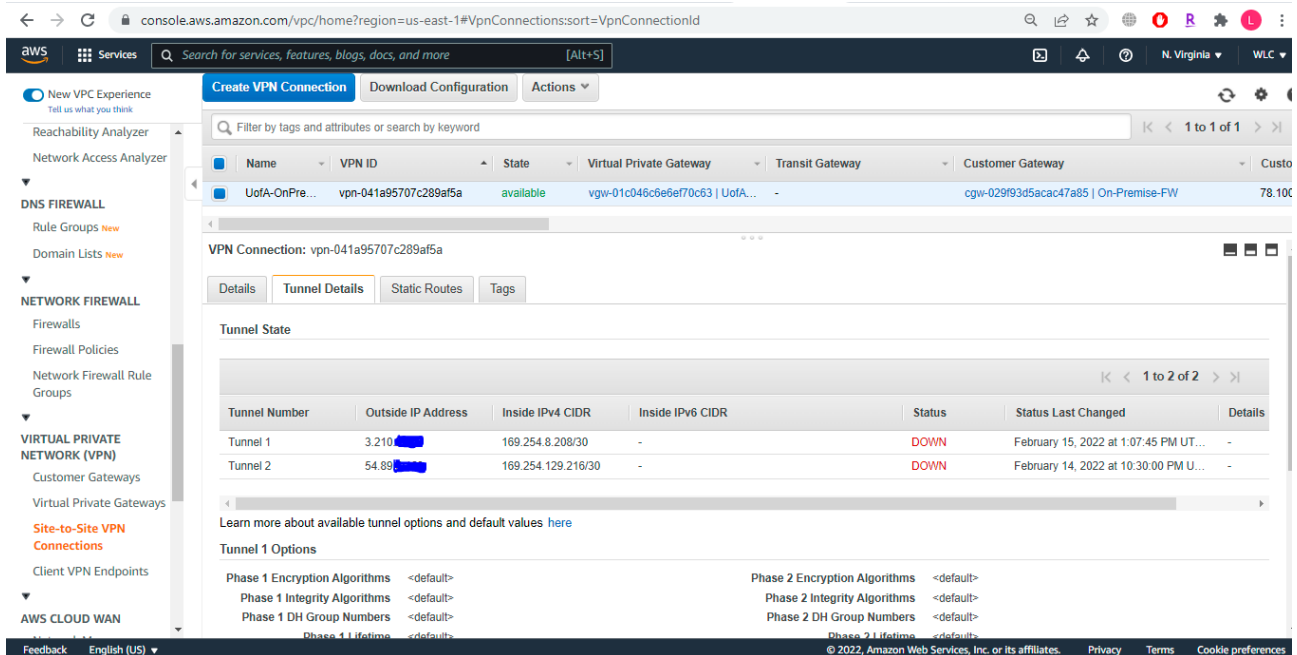 console.aws.amazon.com/vpc/home?region=us-east-1#VpnConnections:sort=VpnConnectionId
R
L
aws
Services
Search for services, features, blogs, docs, and more [Alt+S]
N. Virginia
WLC
New VPC Experience
Tell us what you think
Reachability Analyzer
Network Access Analyzer
DNS FIREWALL
Rule Groups New
Domain Lists New
NETWORK FIREWALL
Firewalls
Firewall Policies
Network Firewall Rule
Groups
VIRTUAL PRIVATE
NETWORK (VPN)
Customer Gateways
Virtual Private Gateways
Site-to-Site VPN
Connections
Client VPN Endpoints
AWS CLOUD WAN
Create VPN Connection Download Configuration Actions
Filter by tags and attributes or search by keyword
1 to 1 of 1
Name VPN ID State Virtual Private Gateway Transit Gateway Customer Gateway Custo
UofA-OnPre... vpn-041a95707c289af5a available vgw-01c046c6e6ef70c63 | UofA... - cgw-029f93d5acac47a85 | On-Premise-FW 78.100
VPN Connection: vpn-041a95707c289af5a
Details Tunnel Details Static Routes Tags
Tunnel State
1 to 2 of 2
Tunnel Number Outside IP Address Inside IPv4 CIDR Inside IPv6 CIDR Status Status Last Changed Details
Tunnel 1 3.210 169.254.8.208/30 - DOWN February 15, 2022 at 1:07:45 PM UT... -
Tunnel 2 54.89 169.254.129.216/30 - DOWN February 14, 2022 at 10:30:00 PM U... -
Learn more about available tunnel options and default values here
Tunnel 1 Options
Phase 1 Encryption Algorithms <default> Phase 2 Encryption Algorithms <default>
Phase 1 Integrity Algorithms <default> Phase 2 Integrity Algorithms <default>
Phase 1 DH Group Numbers <default> Phase 2 DH Group Numbers <default>
Phase 1 Lifetime <default> Phase 2 Lifetime <default>
Feedback English (US) © 2022, Amazon Web Services, Inc. or its affiliates. Privacy Terms Cookie preferences